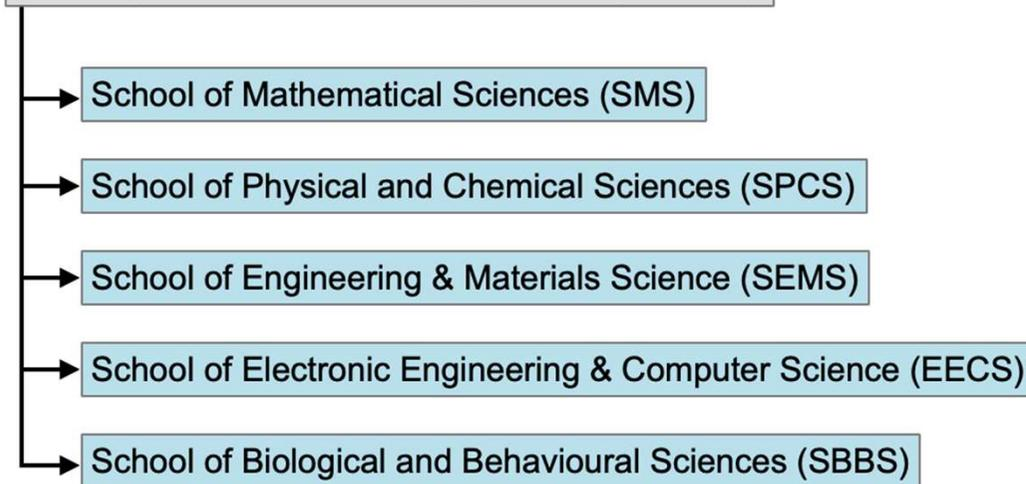 School of Mathematical Sciences (SMS)
School of Physical and Chemical Sciences (SPCS)
School of Engineering & Materials Science (SEMS)
School of Electronic Engineering & Computer Science (EECS)
School of Biological and Behavioural Sciences (SBBS)